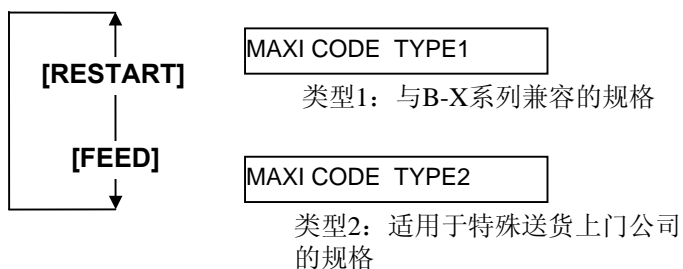 MAXI CODE  TYPE1
[RESTART]
类型1：与B-X系列兼容的规格
[FEED]
MAXI CODE  TYPE2
类型2：适用于特殊送货上门公司
的规格